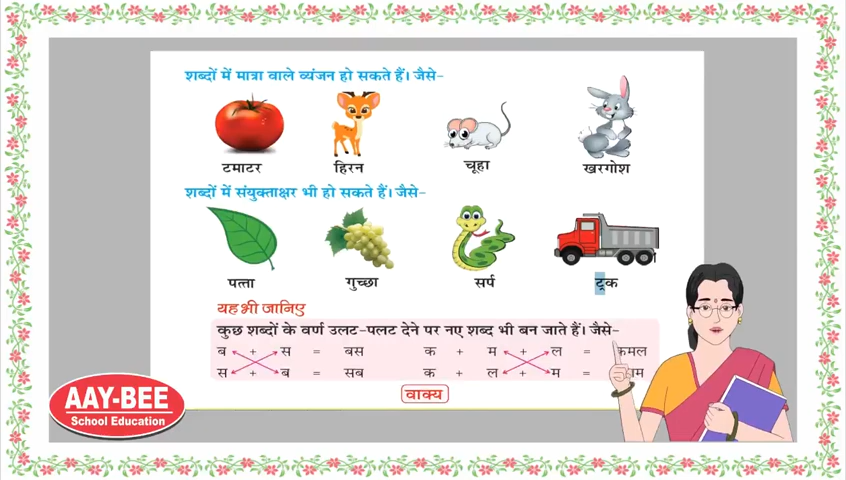 शब्दों में मात्रा वाले व्यंजन हो सकते हैं। जैसे-
टमाटर हिरन चूहा खरगोश
शब्दों में संयुक्ताक्षर भी हो सकते हैं। जैसे-
पत्ता गुच्छा सर्प ट्रक
यह भी जानिए
कुछ शब्दों के वर्ण उलट-पलट देने पर नए शब्द भी बन जाते हैं। जैसे-
ब + स = बस क + म + ल = कमल
स + ब = सब क + ल + म =
वाक्य
AAY-BEE
School Education